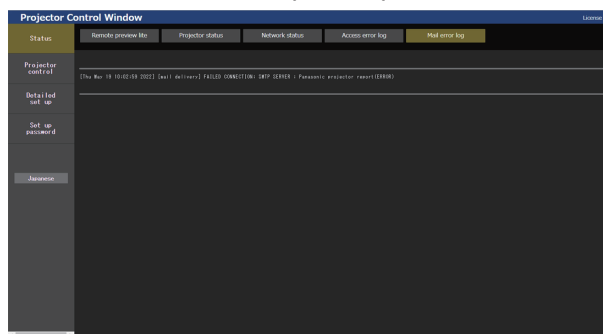 Projector Control Window
License
Status
Remote preview lite
Projector status
Network status
Access error log
Mail error log
Projector
control
[Thu Mar 10 10:02:59 2022] [mail delivery] FAILED CONNECTION: SMTP SERVER : Panasonic projector report(ERROR)
Detailed
set up
Set up
password
Japanese